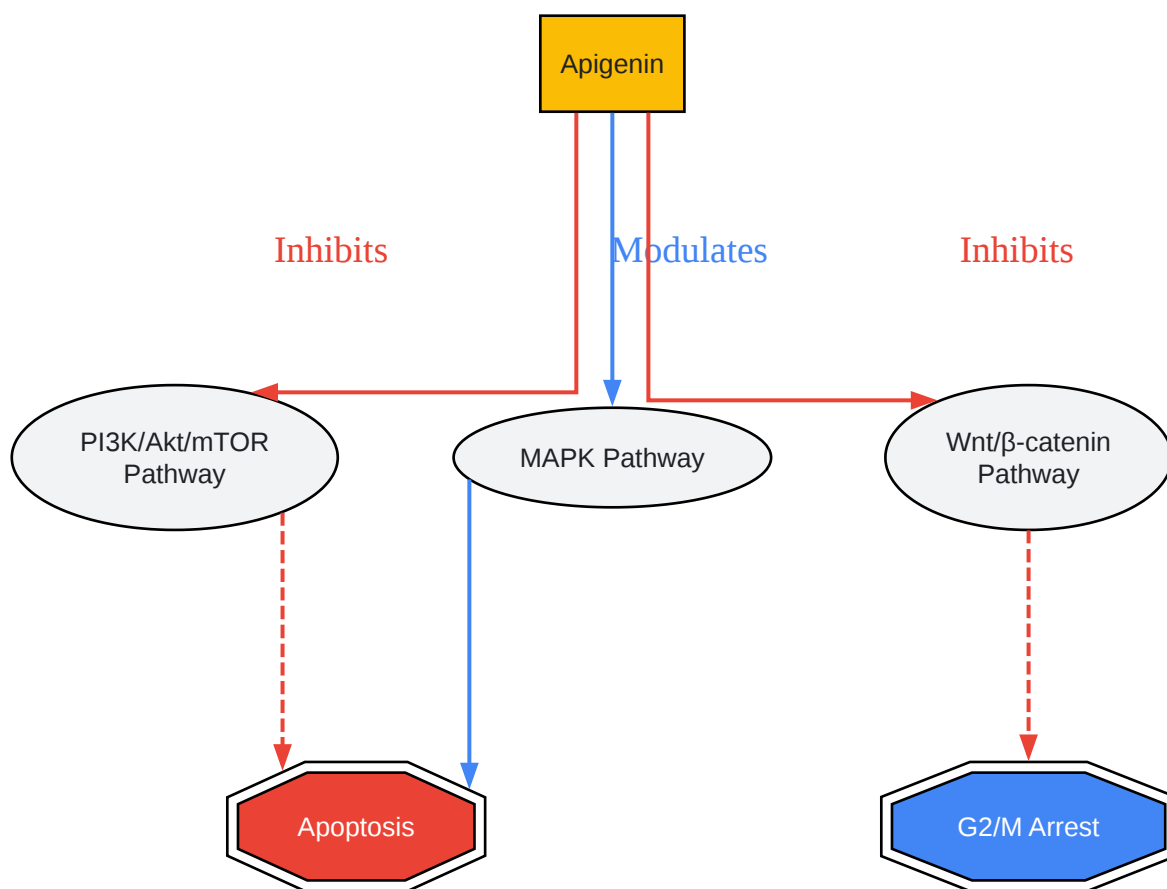 Apigenin
Inhibits
Modulates
Inhibits
PI3K/Akt/mTOR
Pathway
MAPK Pathway
Wnt/β-catenin
Pathway
Apoptosis
G2/M Arrest